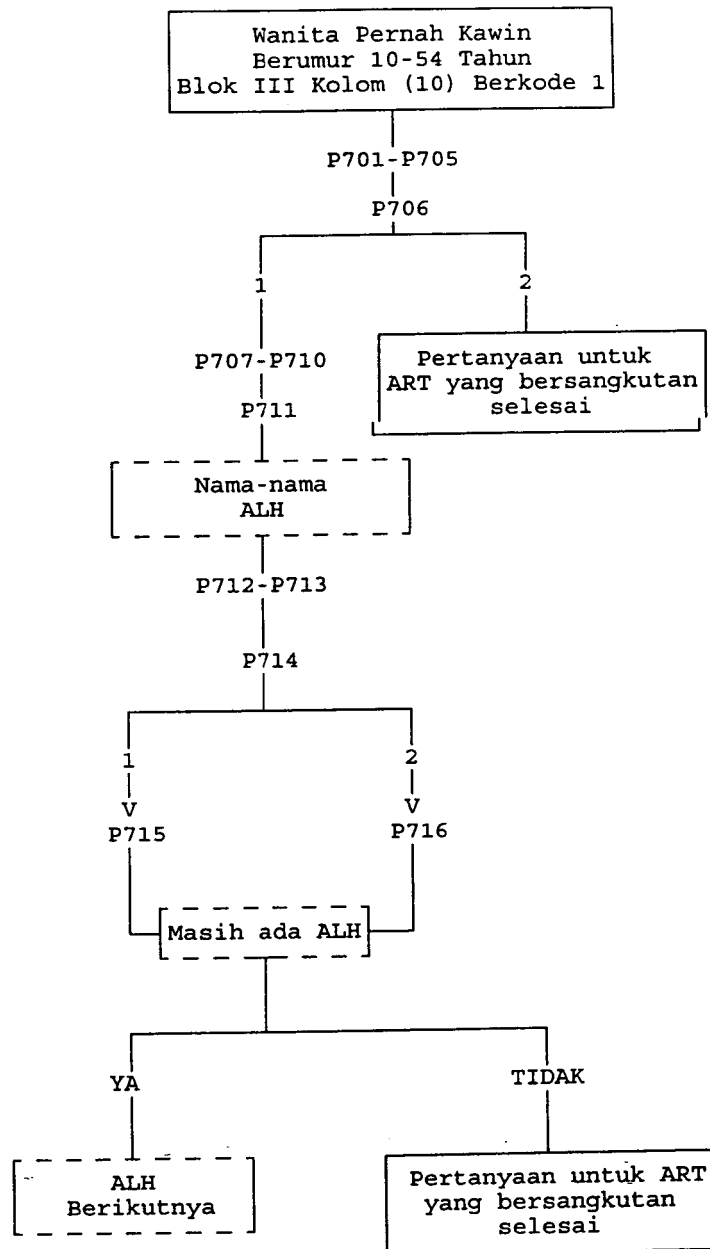 Wanita Pernah Kawin
Berumur 10-54 Tahun
Blok III Kolom (10) Berkode 1
P701-P705
P706
1
2
P707-P710
Pertanyaan untuk
ART yang bersangkutan
selesai
P711
Nama-nama
ALH
P712-P713
P714
1
2
V
V
P715
P716
Masih ada ALH
YA
TIDAK
ALH
Berikutnya
Pertanyaan untuk ART
yang bersangkutan
selesai